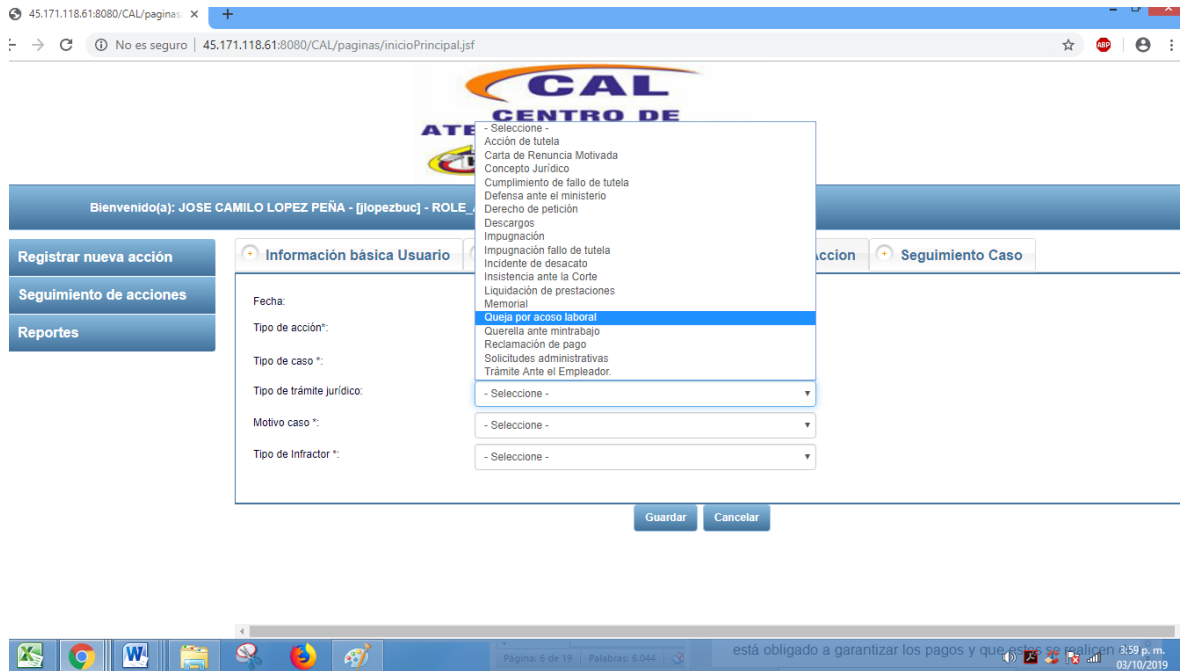 45.171.118.61:8080/CAL/paginas
No es seguro | 45.171.118.61:8080/CAL/paginas/inicioPrincipal.jsf
ABP
CAL
CENTRO DE
ATE
- Seleccione -
Acción de tutela
Carta de Renuncia Motivada
Concepto Jurídico
Cumplimiento de fallo de tutela
Defensa ante el ministerio
Derecho de petición
Descargos
Impugnación
Impugnación fallo de tutela
Incidente de desacato
Insistencia ante la Corte
Liquidación de prestaciones
Memorial
Queja por acoso laboral
Querella ante mintrabajo
Reclamación de pago
Solicitudes administrativas
Trámite Ante el Empleador.
Bienvenido(a): JOSE CAMILO LOPEZ PEÑA - [jlopezbuc] - ROLE_
Registrar nueva acción
Seguimiento de acciones
Reportes
Información básica Usuario
Accion
Seguimiento Caso
Fecha:
Tipo de acción*:
Tipo de caso *:
Tipo de trámite jurídico:
- Seleccione -
Motivo caso *:
- Seleccione -
Tipo de Infractor *:
- Seleccione -
Guardar
Cancelar
Página: 6 de 19
Palabras: 6.044
está obligado a garantizar los pagos y que estos se realicen
3:59 p. m.
03/10/2019